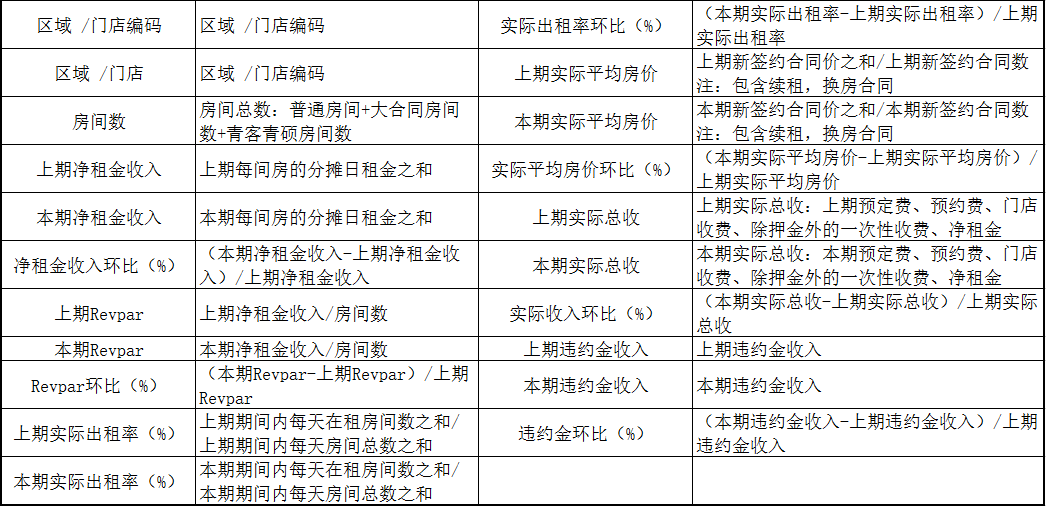 区域 /门店编码
区域 /门店编码
实际出租率环比（%）
（本期实际出租率-上期实际出租率）/上期
实际出租率
区域 /门店
区域 /门店编码
上期实际平均房价
上期新签约合同价之和/上期新签约合同数
注：包含续租，换房合同
房间数
房间总数：普通房间+大合同房间
数+青客青硕房间数
本期实际平均房价
本期新签约合同价之和/本期新签约合同数
注：包含续租，换房合同
上期净租金收入
上期每间房的分摊日租金之和
实际平均房价环比（%）
（本期实际平均房价-上期实际平均房价）/
上期实际平均房价
本期净租金收入
本期每间房的分摊日租金之和
上期实际总收
上期实际总收：上期预定费、预约费、门店
收费、除押金外的一次性收费、净租金
净租金收入环比（%）
（本期净租金收入-上期净租金收
入）/上期净租金收入
本期实际总收
本期实际总收：本期预定费、预约费、门店
收费、除押金外的一次性收费、净租金
上期Revpar
上期净租金收入/房间数
实际收入环比（%）
（本期实际总收-上期实际总收）/上期实际
总收
本期Revpar
本期净租金收入/房间数
上期违约金收入
上期违约金收入
Revpar环比（%）
（本期Revpar-上期Revpar）/上期
Revpar
本期违约金收入
本期违约金收入
上期实际出租率（%）
上期期间内每天在租房间数之和/
上期期间内每天房间总数之和
违约金环比（%）
（本期违约金收入-上期违约金收入）/上期
违约金收入
本期实际出租率（%）
本期期间内每天在租房间数之和/
本期期间内每天房间总数之和